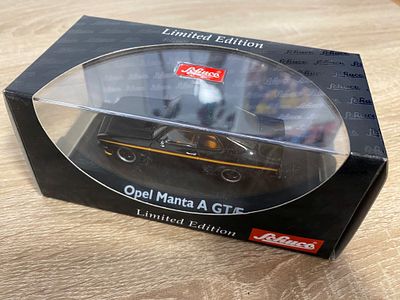 Limited Edition
Schuco
Opel Manta A GT/E
Limited Edition
Schuco